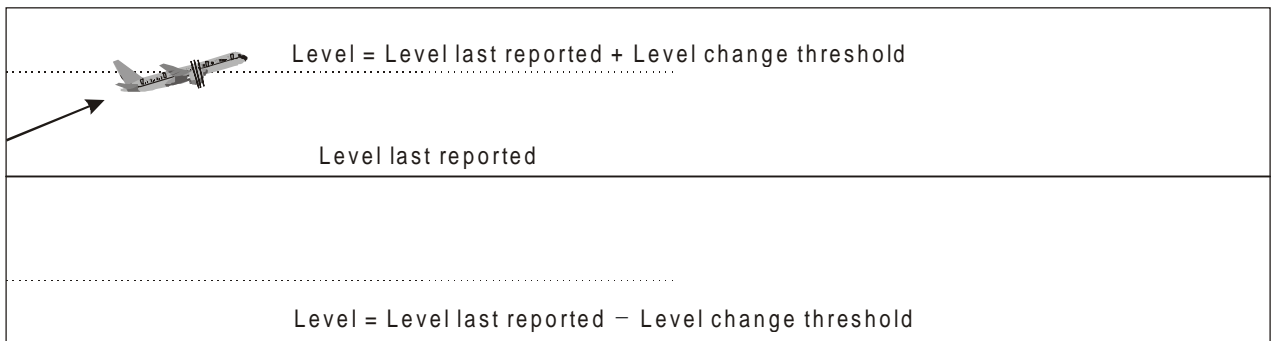 Level = Level last reported + Level change threshold
Level last reported
Level = Level last reported − Level change threshold